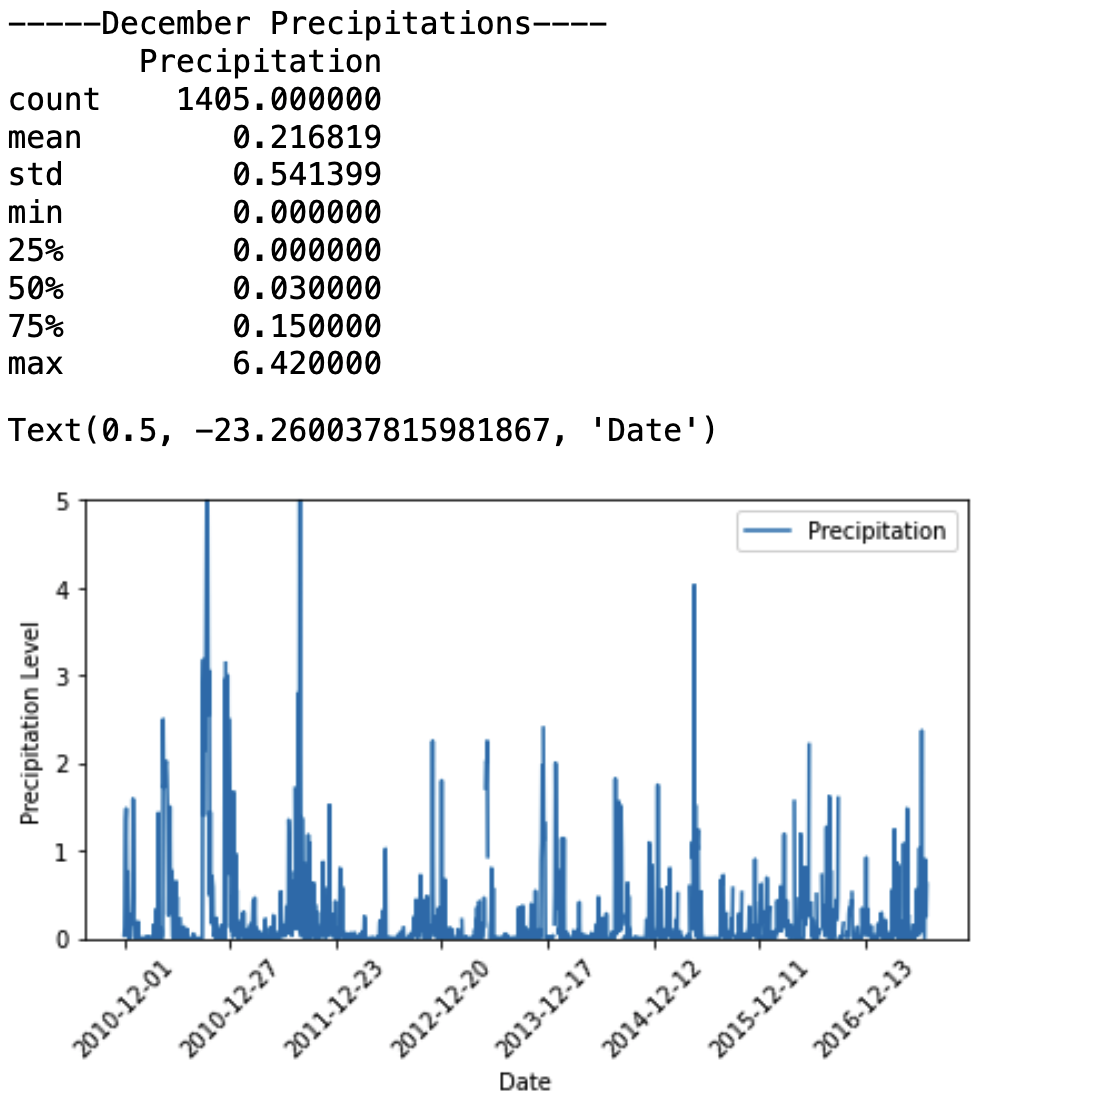 -----December Precipitations----
Precipitation
count 1405.000000
mean 0.216819
std 0.541399
min 0.000000
25% 0.000000
50% 0.030000
75% 0.150000
max 6.420000
Text(0.5, -23.260037815981867, 'Date')
Precipitation
Precipitation Level
5
4
3
2
1
0
2010-12-01
2010-12-27
2011-12-23
2012-12-20
2013-12-17
2014-12-12
2015-12-11
2016-12-13
Date